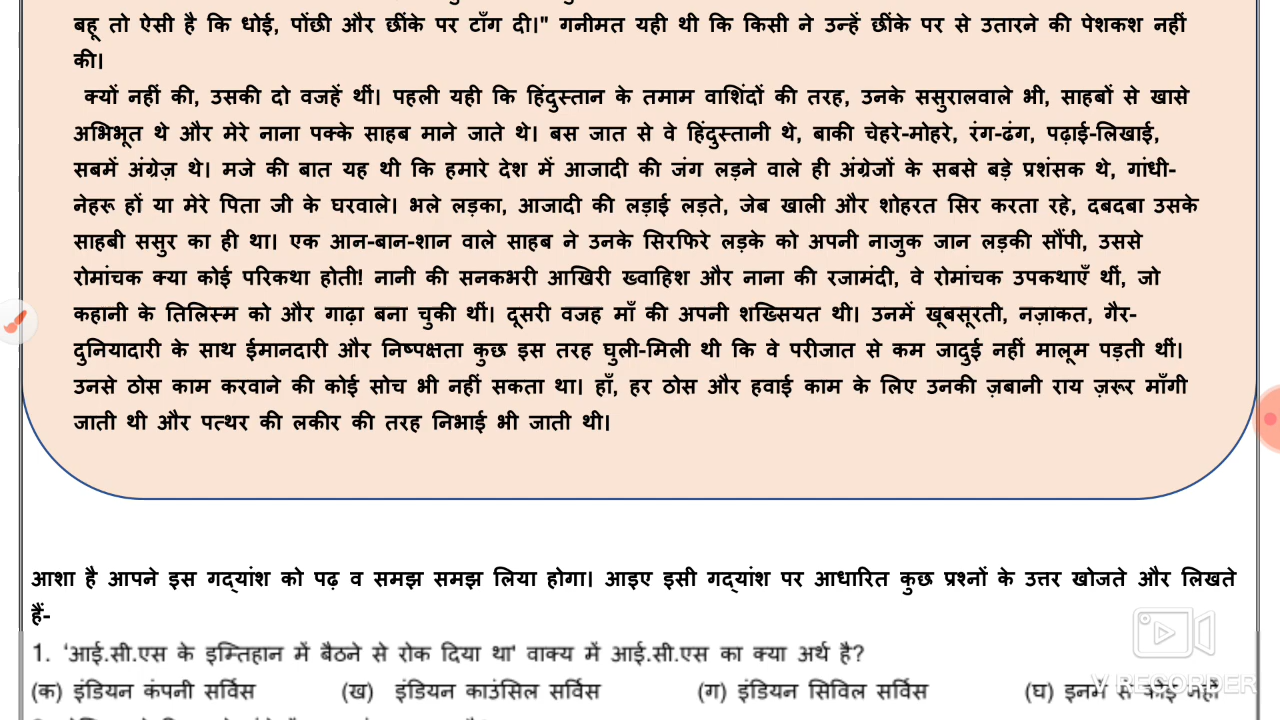 बहू तो ऐसी है कि धोई, पोंछी और छींके पर टाँग दी।" गनीमत यही थी कि किसी ने उन्हें छींके पर से उतारने की पेशकश नहीं
की।
क्यों नहीं की, उसकी दो वजहें थीं। पहली यही कि हिंदुस्तान के तमाम वाशिंदों की तरह, उनके ससुरालवाले भी, साहबों से खासे
अभिभूत थे और मेरे नाना पक्के साहब माने जाते थे। बस जात से वे हिंदुस्तानी थे, बाकी चेहरे-मोहरे, रंग-ढंग, पढ़ाई-लिखाई,
सबमें अंग्रेज़ थे। मजे की बात यह थी कि हमारे देश में आजादी की जंग लड़ने वाले ही अंग्रेजों के सबसे बड़े प्रशंसक थे, गांधी-
नेहरू हों या मेरे पिता जी के घरवाले। भले लड़का, आजादी की लड़ाई लड़ते, जेब खाली और शोहरत सिर करता रहे, दबदबा उसके
साहबी ससुर का ही था। एक आन-बान-शान वाले साहब ने उनके सिरफिरे लड़के को अपनी नाजुक जान लड़की सौंपी, उससे
रोमांचक क्या कोई परिकथा होती! नानी की सनकभरी आखिरी ख्वाहिश और नाना की रजामंदी, वे रोमांचक उपकथाएँ थीं, जो
कहानी के तिलिस्म को और गाढ़ा बना चुकी थीं। दूसरी वजह माँ की अपनी शख्सियत थी। उनमें खूबसूरती, नज़ाकत, गैर-
दुनियादारी के साथ ईमानदारी और निष्पक्षता कुछ इस तरह घुली-मिली थी कि वे परीजात से कम जादुई नहीं मालूम पड़ती थीं।
उनसे ठोस काम करवाने की कोई सोच भी नहीं सकता था। हाँ, हर ठोस और हवाई काम के लिए उनकी ज़बानी राय ज़रूर माँगी
जाती थी और पत्थर की लकीर की तरह निभाई भी जाती थी।
आशा है आपने इस गद्यांश को पढ़ व समझ समझ लिया होगा। आइए इसी गद्यांश पर आधारित कुछ प्रश्नों के उत्तर खोजते और लिखते
हैं-
1. 'आई.सी.एस के इम्तिहान में बैठने से रोक दिया था' वाक्य में आई.सी.एस का क्या अर्थ है?
(क) इंडियन कंपनी सर्विस (ख) इंडियन काउंसिल सर्विस (ग) इंडियन सिविल सर्विस (घ) इनमें से कोई नहीं
V RECORDER